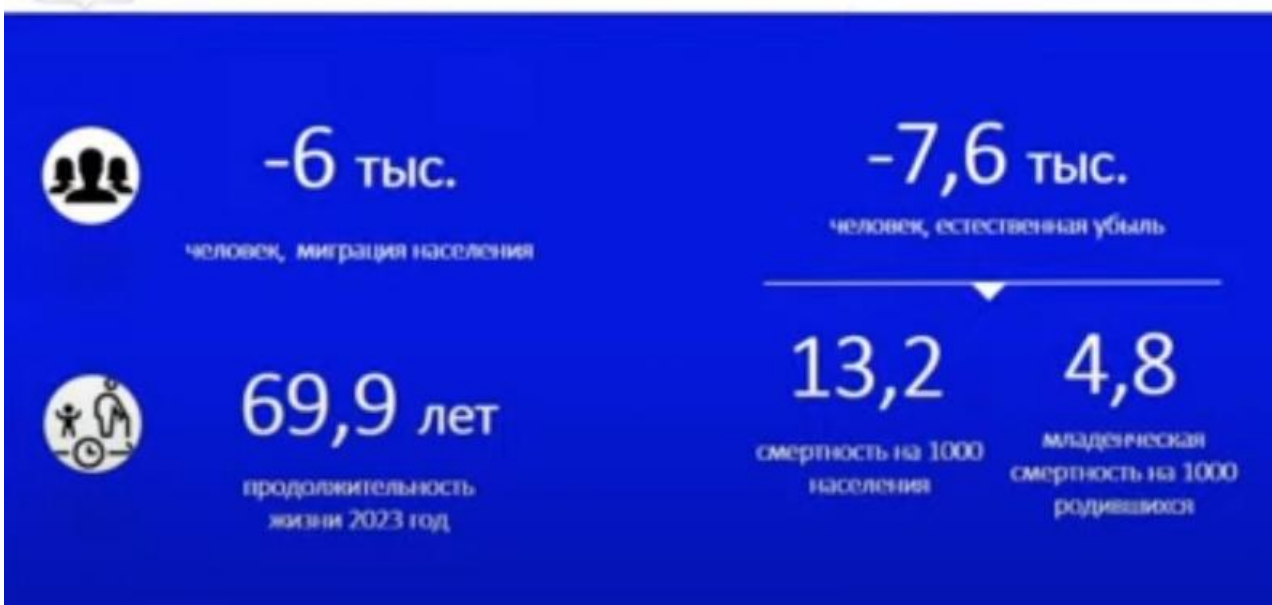 -6 тыс.
человек, миграция населения
-7,6 тыс.
человек, естественная убыль
69,9 лет
продолжительность
жизни 2023 год
13,2
смертность на 1000
населения
4,8
младенческая
смертность на 1000
родившихся